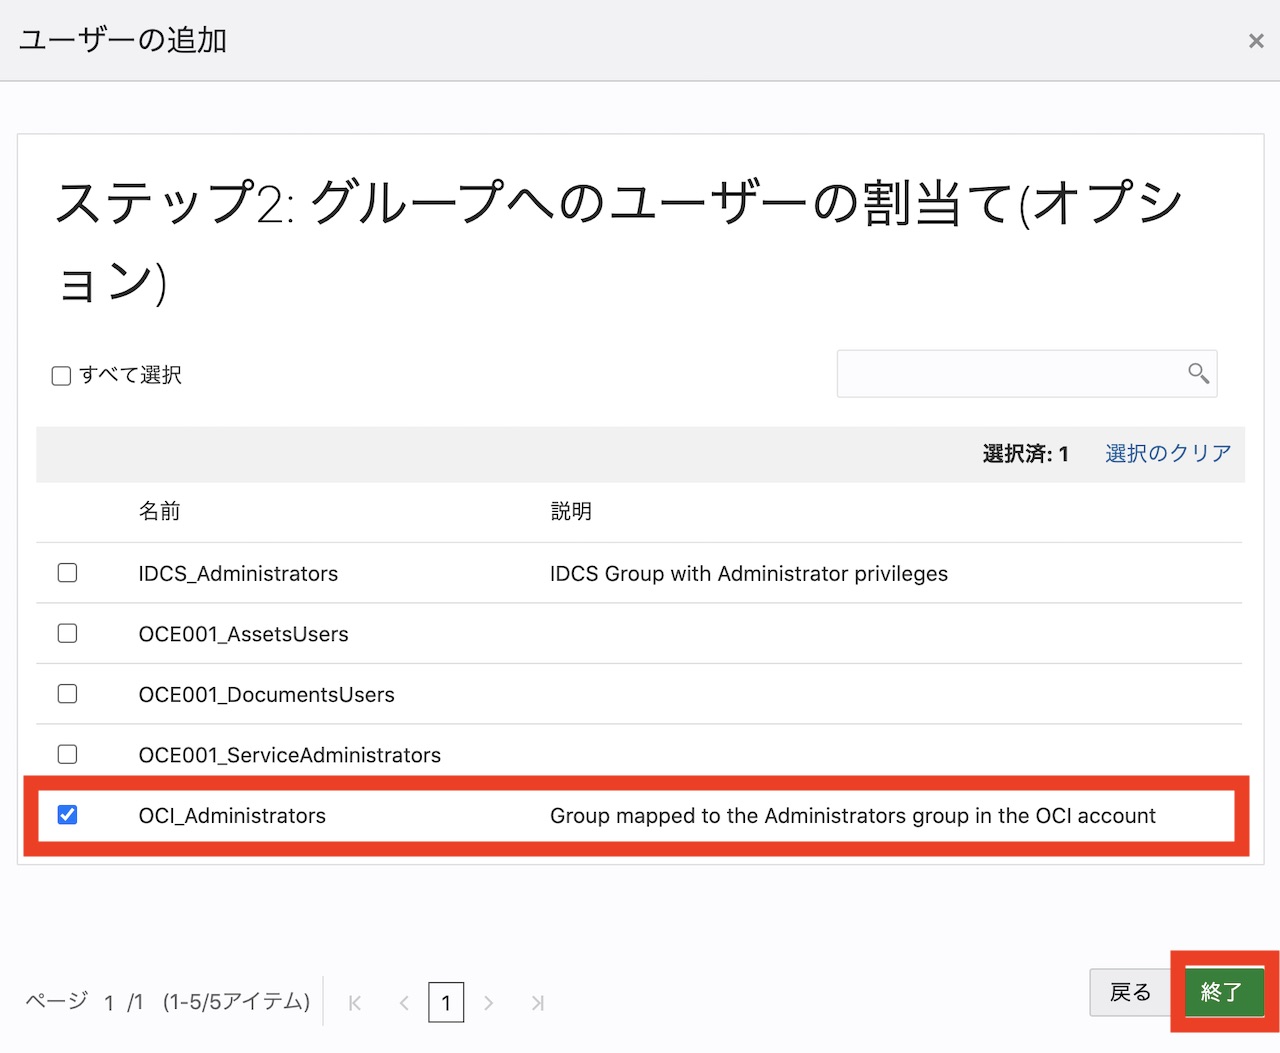 ユーザーの追加
×
ステップ2: グループへのユーザーの割当て(オプシ
ョン)
すべて選択
選択済: 1 選択のクリア
名前 説明
IDCS_Administrators IDCS Group with Administrator privileges
OCE001_AssetsUsers
OCE001_DocumentsUsers
OCE001_ServiceAdministrators
OCI_Administrators Group mapped to the Administrators group in the OCI account
ページ 1 /1 (1-5/5アイテム) 1 戻る 終了